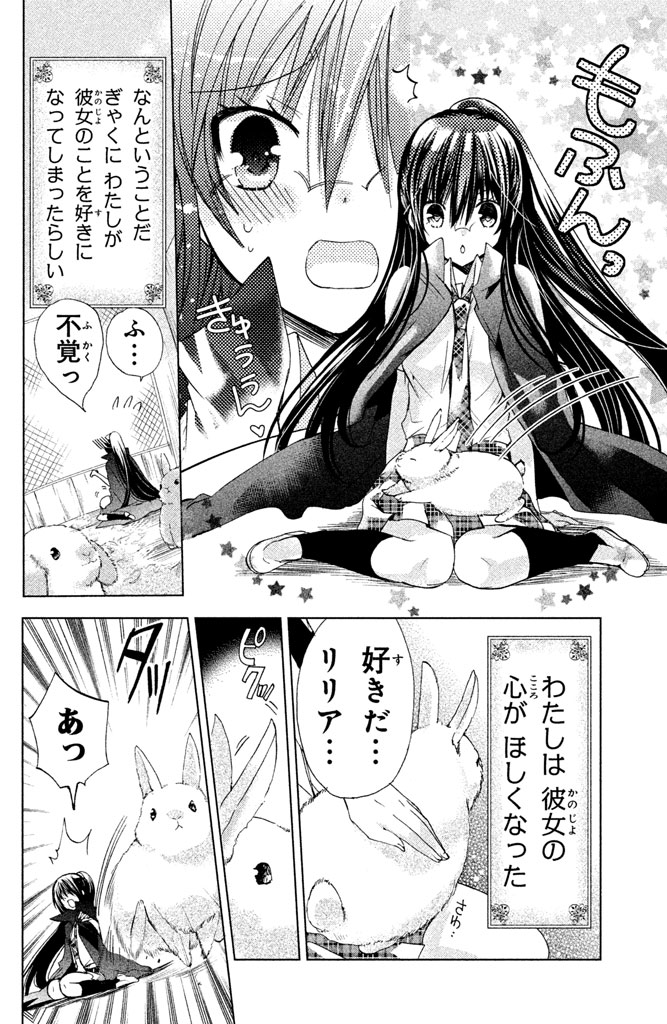 もふんっ
きゅううん♡
なんということだ
ぎゃくに わたしが
彼女のことを好きに
なってしまったらしい
ふ…
不覚っ
わたしは 彼女の
心が ほしくなった
好きだ…
リリア…
さわ…
ピクッ
タッ
あっ